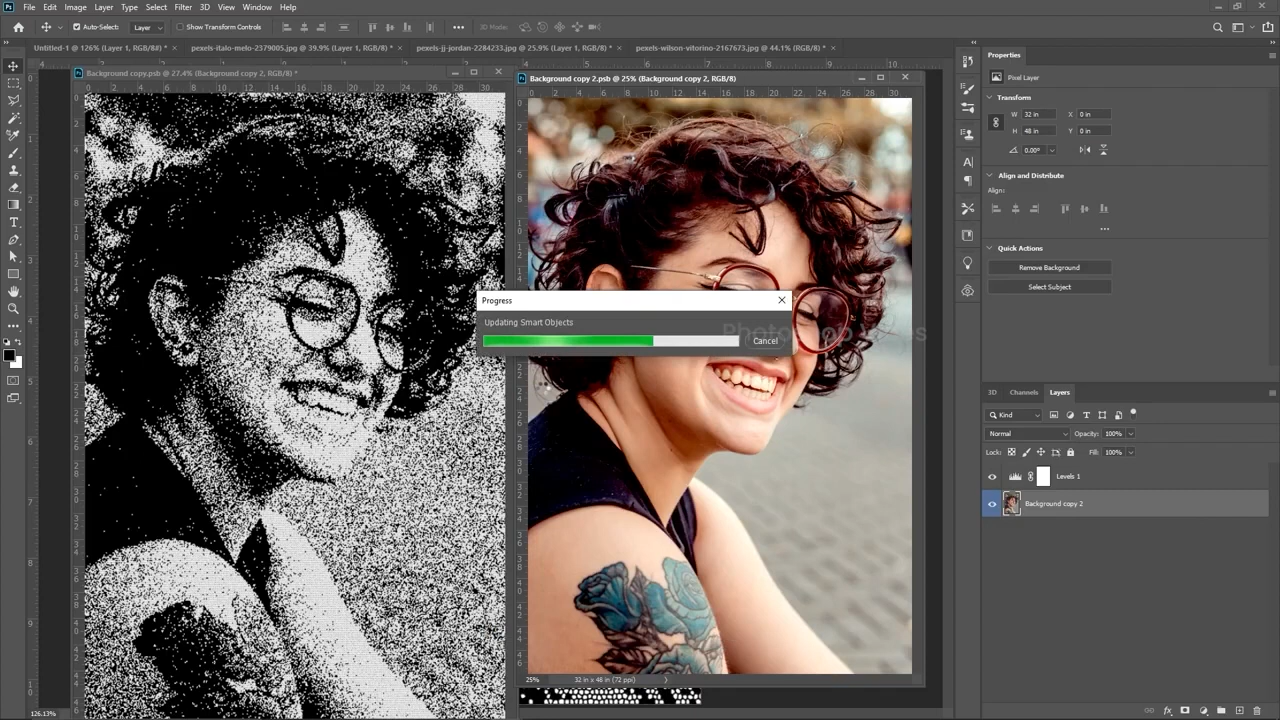 Ps File Edit Image Layer Type Select Filter 3D View Window Help
Auto-Select: Layer Show Transform Controls 3D Mode:
Untitled-1 @ 126% (Layer 1, RGB/8#) * × pexels-italo-melo-2379005.jpg @ 39.9% (Layer 1, RGB/8) * × pexels-jj-jordan-2284233.jpg @ 25.9% (Layer 1, RGB/8) * × pexels-wilson-vitorino-2167673.jpg @ 44.1% (RGB/8) * ×
Background copy.psb @ 27.4% (Background copy 2, RGB/8) *
Background copy 2.psb @ 25% (Background copy 2, RGB/8)
Progress
Updating Smart Objects
Cancel
25% 32 in x 48 in (72 ppi)
126.13%
Properties
Pixel Layer
Transform
W 32 in X 0 in
H 48 in Y 0 in
0.00°
Align and Distribute
Align:
Quick Actions
Remove Background
Select Subject
3D Channels Layers
Kind
Normal Opacity: 100%
Lock: Fill: 100%
Levels 1
Background copy 2